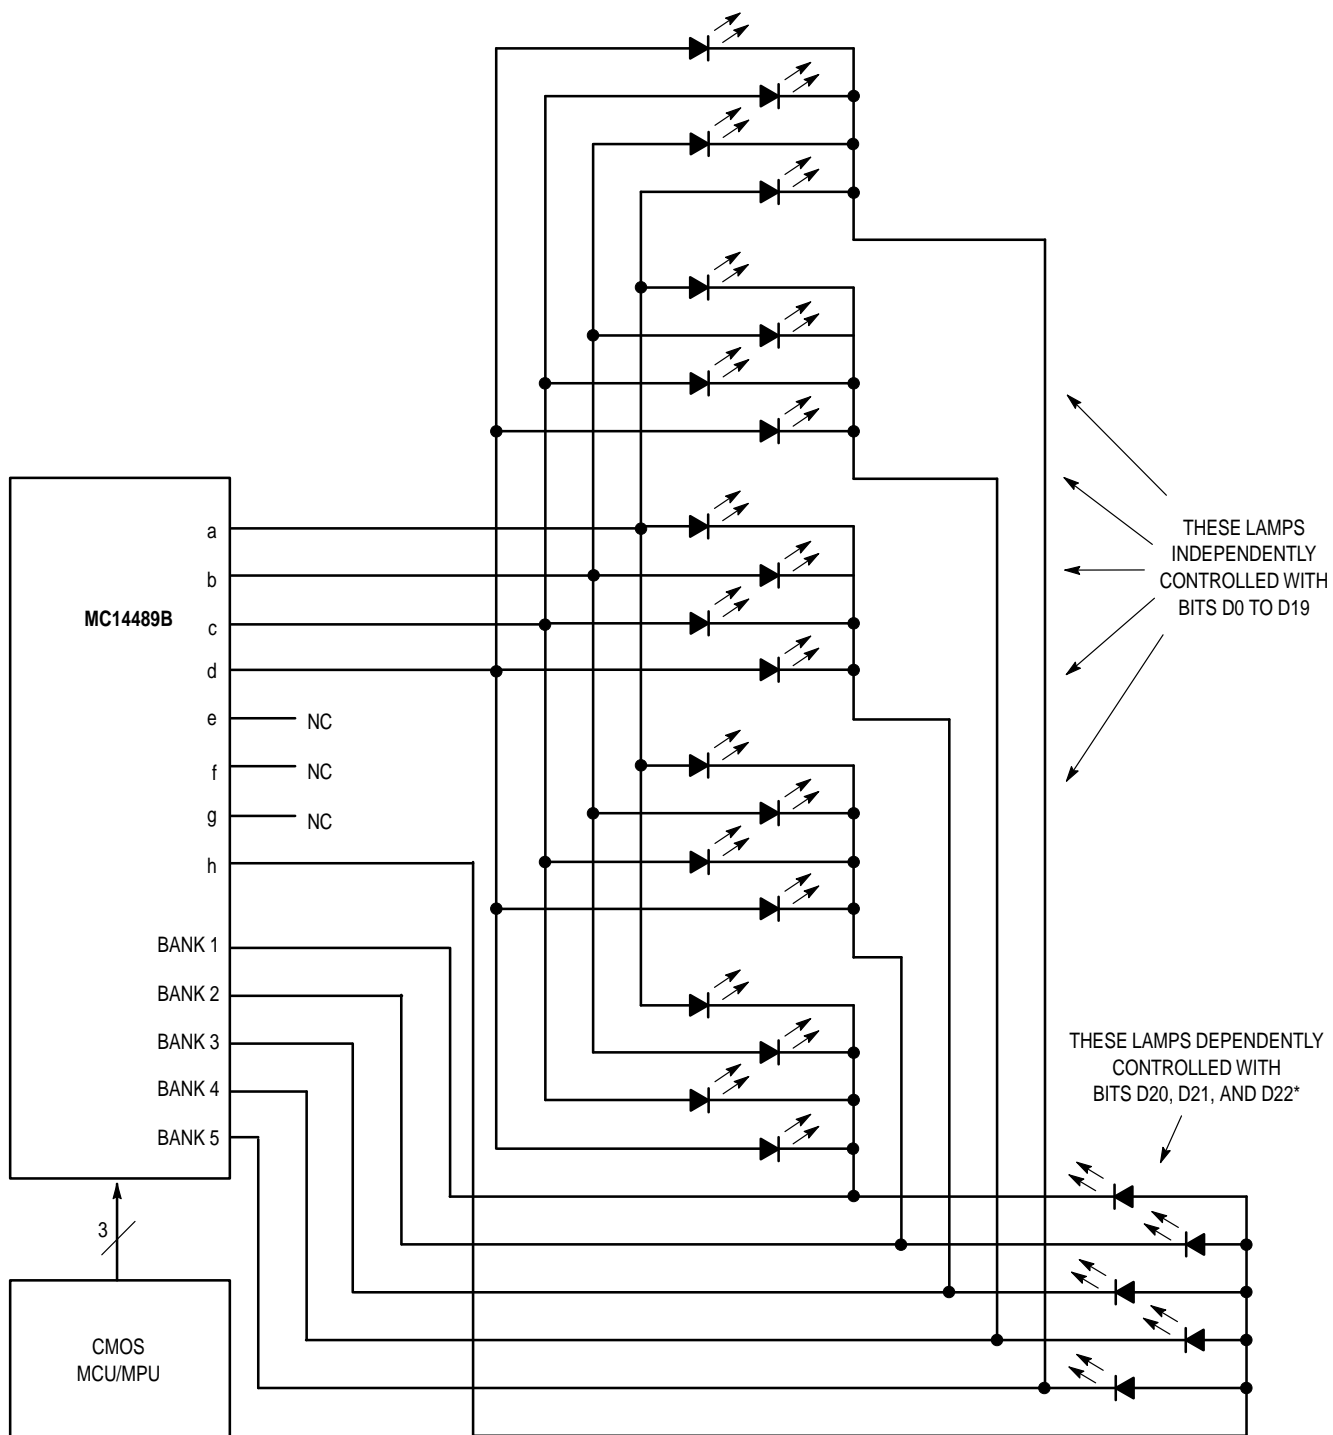 MC14489B
a
b
c
d
e
NC
f
NC
g
NC
h
BANK 1
BANK 2
BANK 3
BANK 4
BANK 5
3
CMOS
MCU/MPU
THESE LAMPS
INDEPENDENTLY
CONTROLLED WITH
BITS D0 TO D19
THESE LAMPS DEPENDENTLY
CONTROLLED WITH
BITS D20, D21, AND D22*